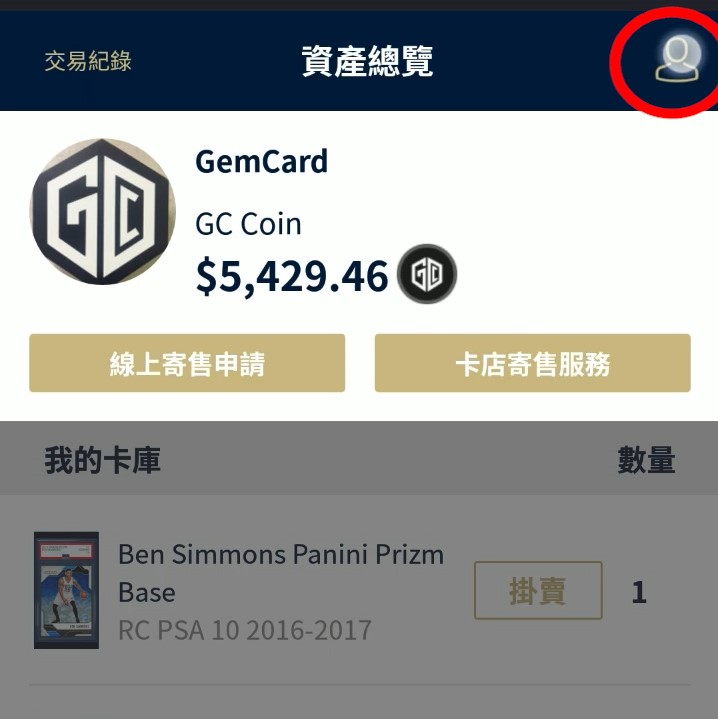 交易紀錄
資產總覽
GemCard
GC Coin
$5,429.46
線上寄售申請
卡店寄售服務
我的卡庫
數量
Ben Simmons Panini Prizm
Base
RC PSA 10 2016-2017
掛賣
1